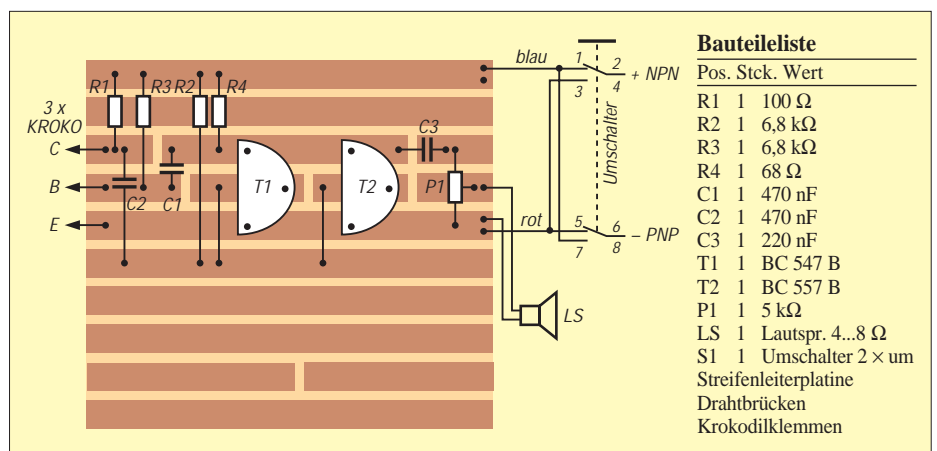 blau
1
2
+ NPN
3
4
R1
R3 R2
R4
3 x
KROKO
C
B
E
C2
C1
T1
T2
C3
P1
Umschalter
rot
5
6
– PNP
7
8
LS
Bauteileliste
Pos. Stck. Wert
R1 1 100 Ω
R2 1 6,8 kΩ
R3 1 6,8 kΩ
R4 1 68 Ω
C1 1 470 nF
C2 1 470 nF
C3 1 220 nF
T1 1 BC 547 B
T2 1 BC 557 B
P1 1 5 kΩ
LS 1 Lautspr. 4...8 Ω
S1 1 Umschalter 2 × um
Streifenleiterplatine
Drahtbrücken
Krokodilklemmen